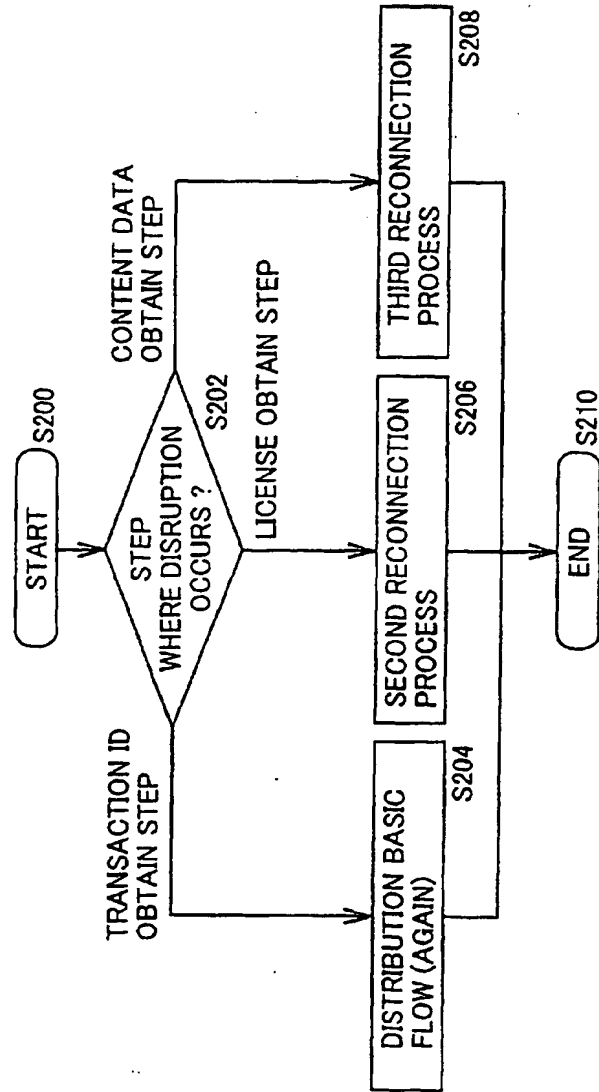 START
S200
STEP
WHERE DISRUPTION
OCCURS ?
S202
TRANSACTION ID
OBTAIN STEP
LICENSE OBTAIN STEP
CONTENT DATA
OBTAIN STEP
DISTRIBUTION BASIC
FLOW (AGAIN)
S204
SECOND RECONNECTION
PROCESS
S206
THIRD RECONNECTION
PROCESS
S208
END
S210